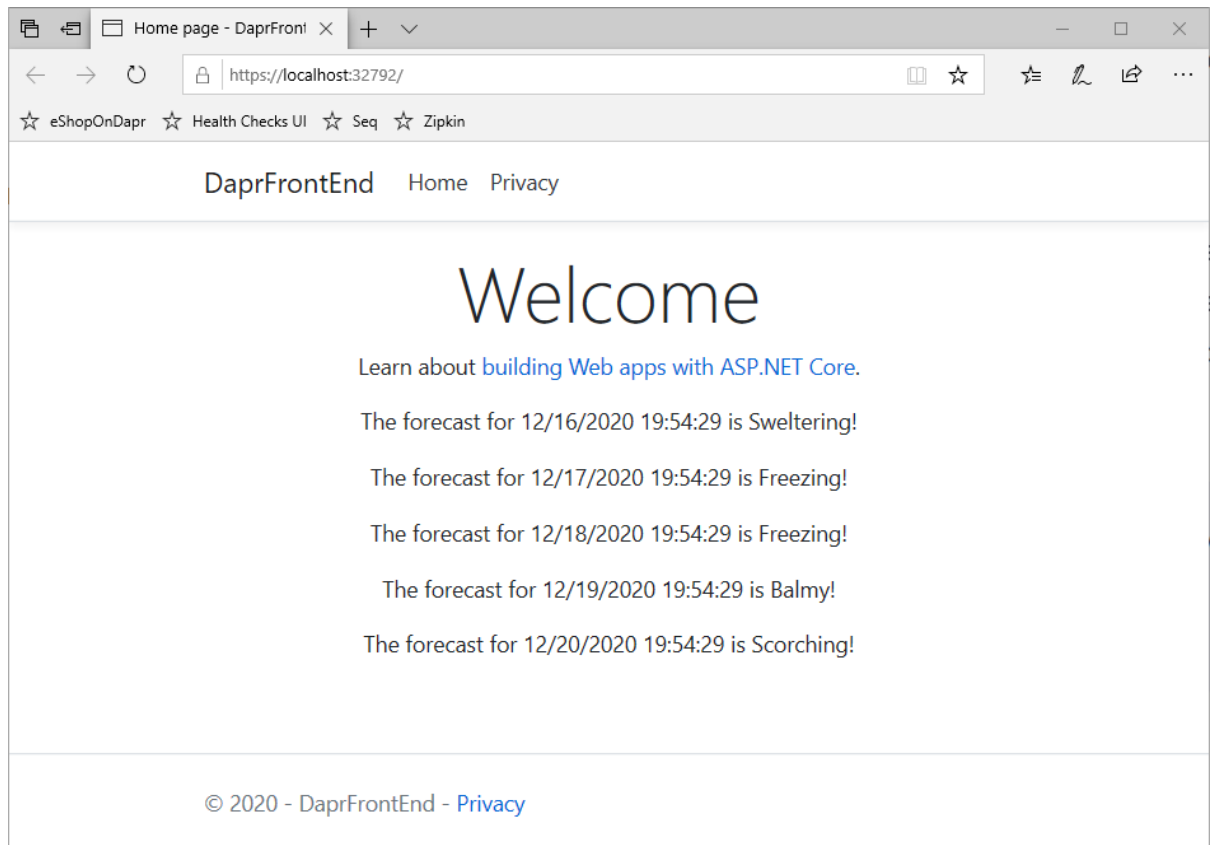 Home page - DaprFront
https://localhost:32792/
eShopOnDapr Health Checks UI Seq Zipkin
DaprFrontEnd Home Privacy
Welcome
Learn about building Web apps with ASP.NET Core.
The forecast for 12/16/2020 19:54:29 is Sweltering!
The forecast for 12/17/2020 19:54:29 is Freezing!
The forecast for 12/18/2020 19:54:29 is Freezing!
The forecast for 12/19/2020 19:54:29 is Balmy!
The forecast for 12/20/2020 19:54:29 is Scorching!
© 2020 - DaprFrontEnd - Privacy